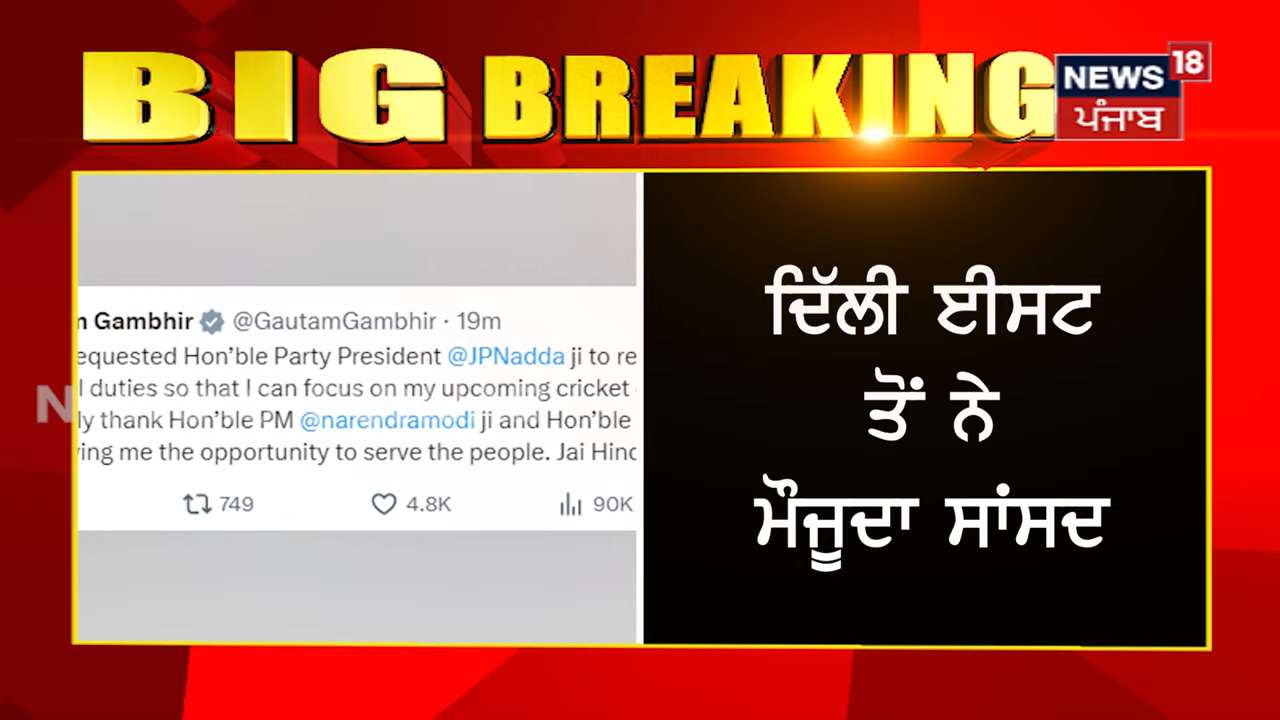 BIG BREAKING
NEWS 18
ਪੰਜਾਬ
Gambhir @GautamGambhir · 19m
equested Hon'ble Party President @JPNadda ji to re
duties so that I can focus on my upcoming cricket
ly thank Hon'ble PM @narendramodi ji and Hon'ble
ing me the opportunity to serve the people. Jai Hind
749 4.8K 90K
ਦਿੱਲੀ ਈਸਟ
ਤੋਂ ਨੇ
ਮੌਜੂਦਾ ਸਾਂਸਦ